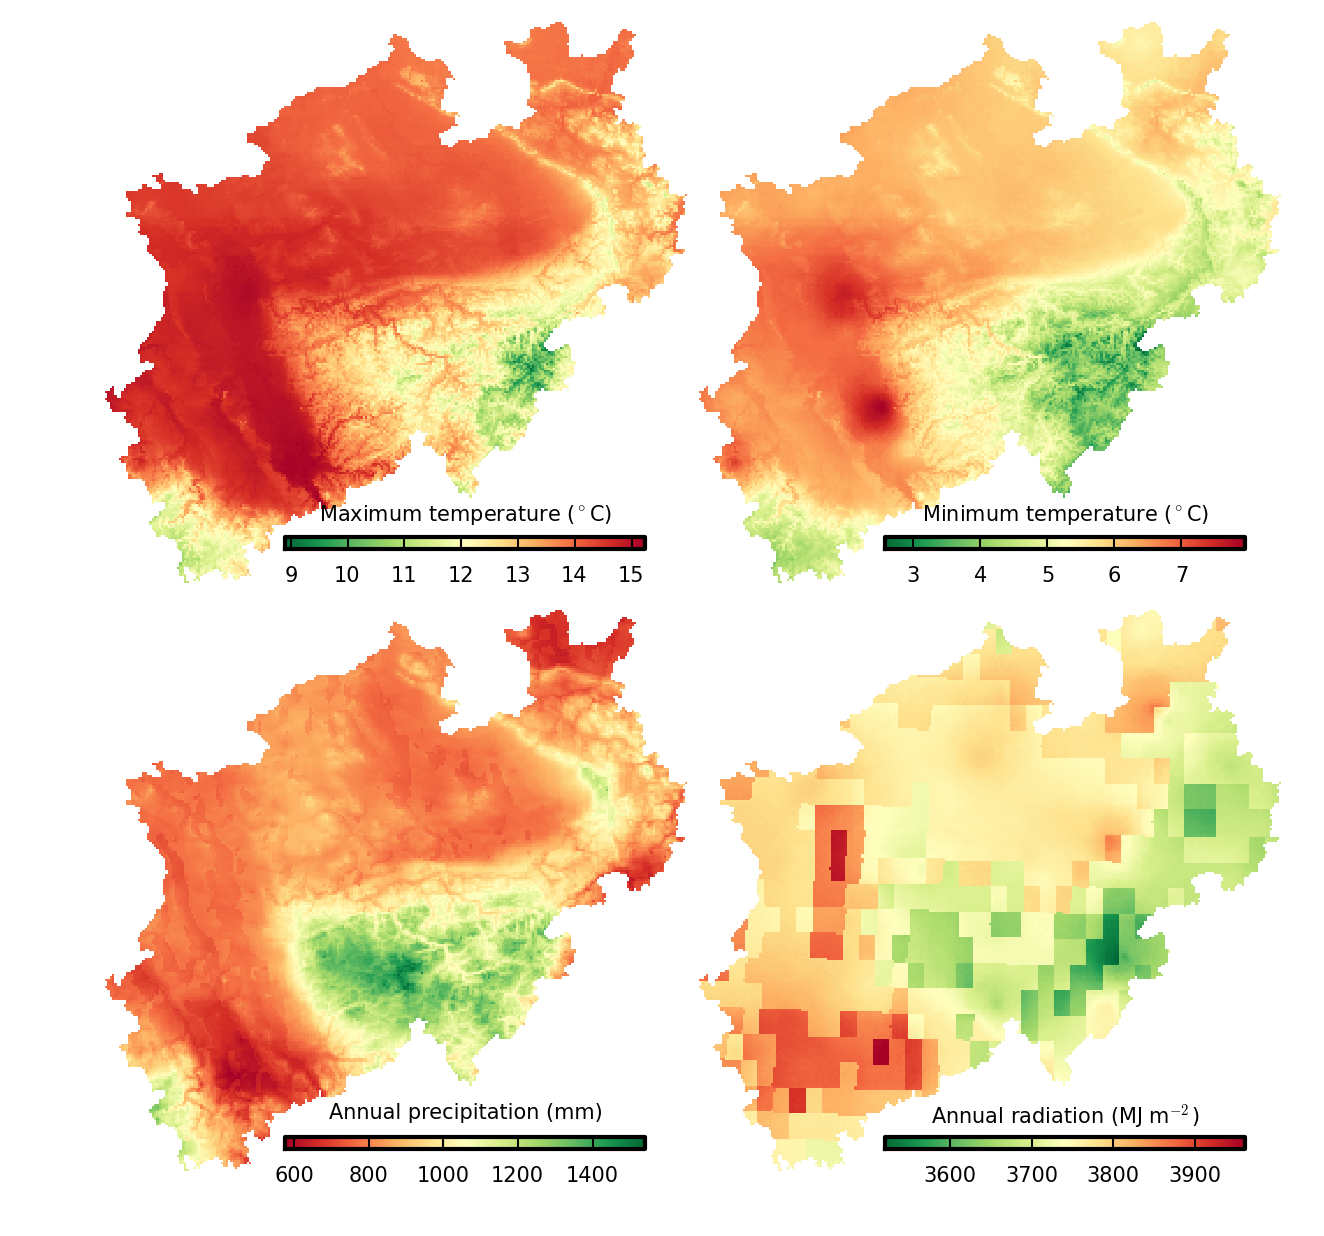 Maximum temperature (°C)
9 10 11 12 13 14 15
Minimum temperature (°C)
3 4 5 6 7
Annual precipitation (mm)
600 800 1000 1200 1400
Annual radiation (MJ m⁻²)
3600 3700 3800 3900